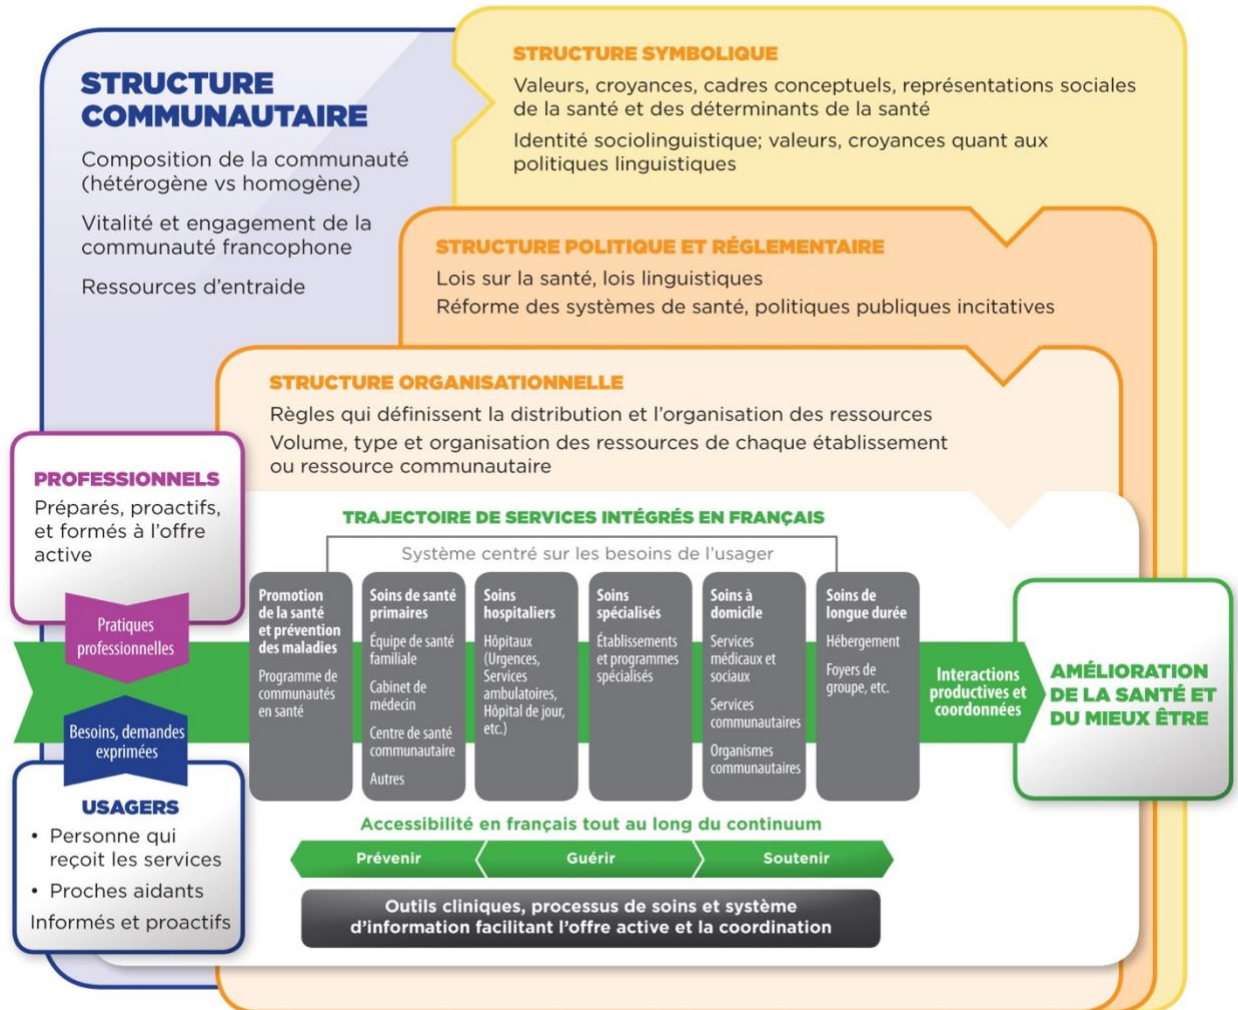 STRUCTURE
COMMUNAUTAIRE
Composition de la communauté
(hétérogène vs homogène)
Vitalité et engagement de la
communauté francophone
Ressources d’entraide
STRUCTURE SYMBOLIQUE
Valeurs, croyances, cadres conceptuels, représentations sociales
de la santé et des déterminants de la santé
Identité sociolinguistique; valeurs, croyances quant aux
politiques linguistiques
STRUCTURE POLITIQUE ET RÉGLEMENTAIRE
Lois sur la santé, lois linguistiques
Réforme des systèmes de santé, politiques publiques incitatives
STRUCTURE ORGANISATIONNELLE
Règles qui définissent la distribution et l’organisation des ressources
Volume, type et organisation des ressources de chaque établissement
ou ressource communautaire
PROFESSIONNELS
Préparés, proactifs,
et formés à l’offre
active
Pratiques
professionnelles
Besoins, demandes
exprimées
USAGERS
• Personne qui
reçoit les services
• Proches aidants
Informés et proactifs
TRAJECTOIRE DE SERVICES INTÉGRÉS EN FRANÇAIS
Système centré sur les besoins de l’usager
Promotion
de la santé
et prévention
des maladies
Programme de
communautés
en santé
Soins de santé
primaires
Équipe de santé
familiale
Cabinet de
médecin
Centre de santé
communautaire
Autres
Soins
hospitaliers
Hôpitaux
(Urgences,
Services
ambulatoires,
Hôpital de jour,
etc.)
Soins
spécialisés
Établissements
et programmes
spécialisés
Soins à
domicile
Services
médicaux et
sociaux
Services
communautaires
Organismes
communautaires
Soins de
longue durée
Hébergement
Foyers de
groupe, etc.
Interactions
productives et
coordonnées
AMÉLIORATION
DE LA SANTÉ ET
DU MIEUX ÊTRE
Accessibilité en français tout au long du continuum
Prévenir
Guérir
Soutenir
Outils cliniques, processus de soins et système
d’information facilitant l’offre active et la coordination